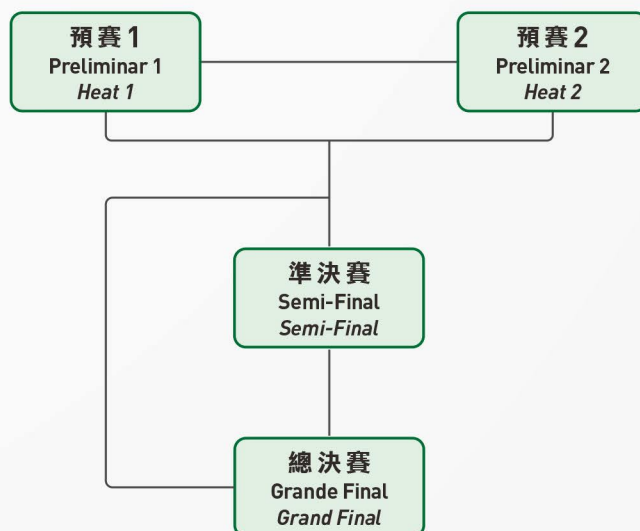 預賽1
Preliminar 1
Heat 1
預賽2
Preliminar 2
Heat 2
準決賽
Semi-Final
Semi-Final
總決賽
Grande Final
Grand Final